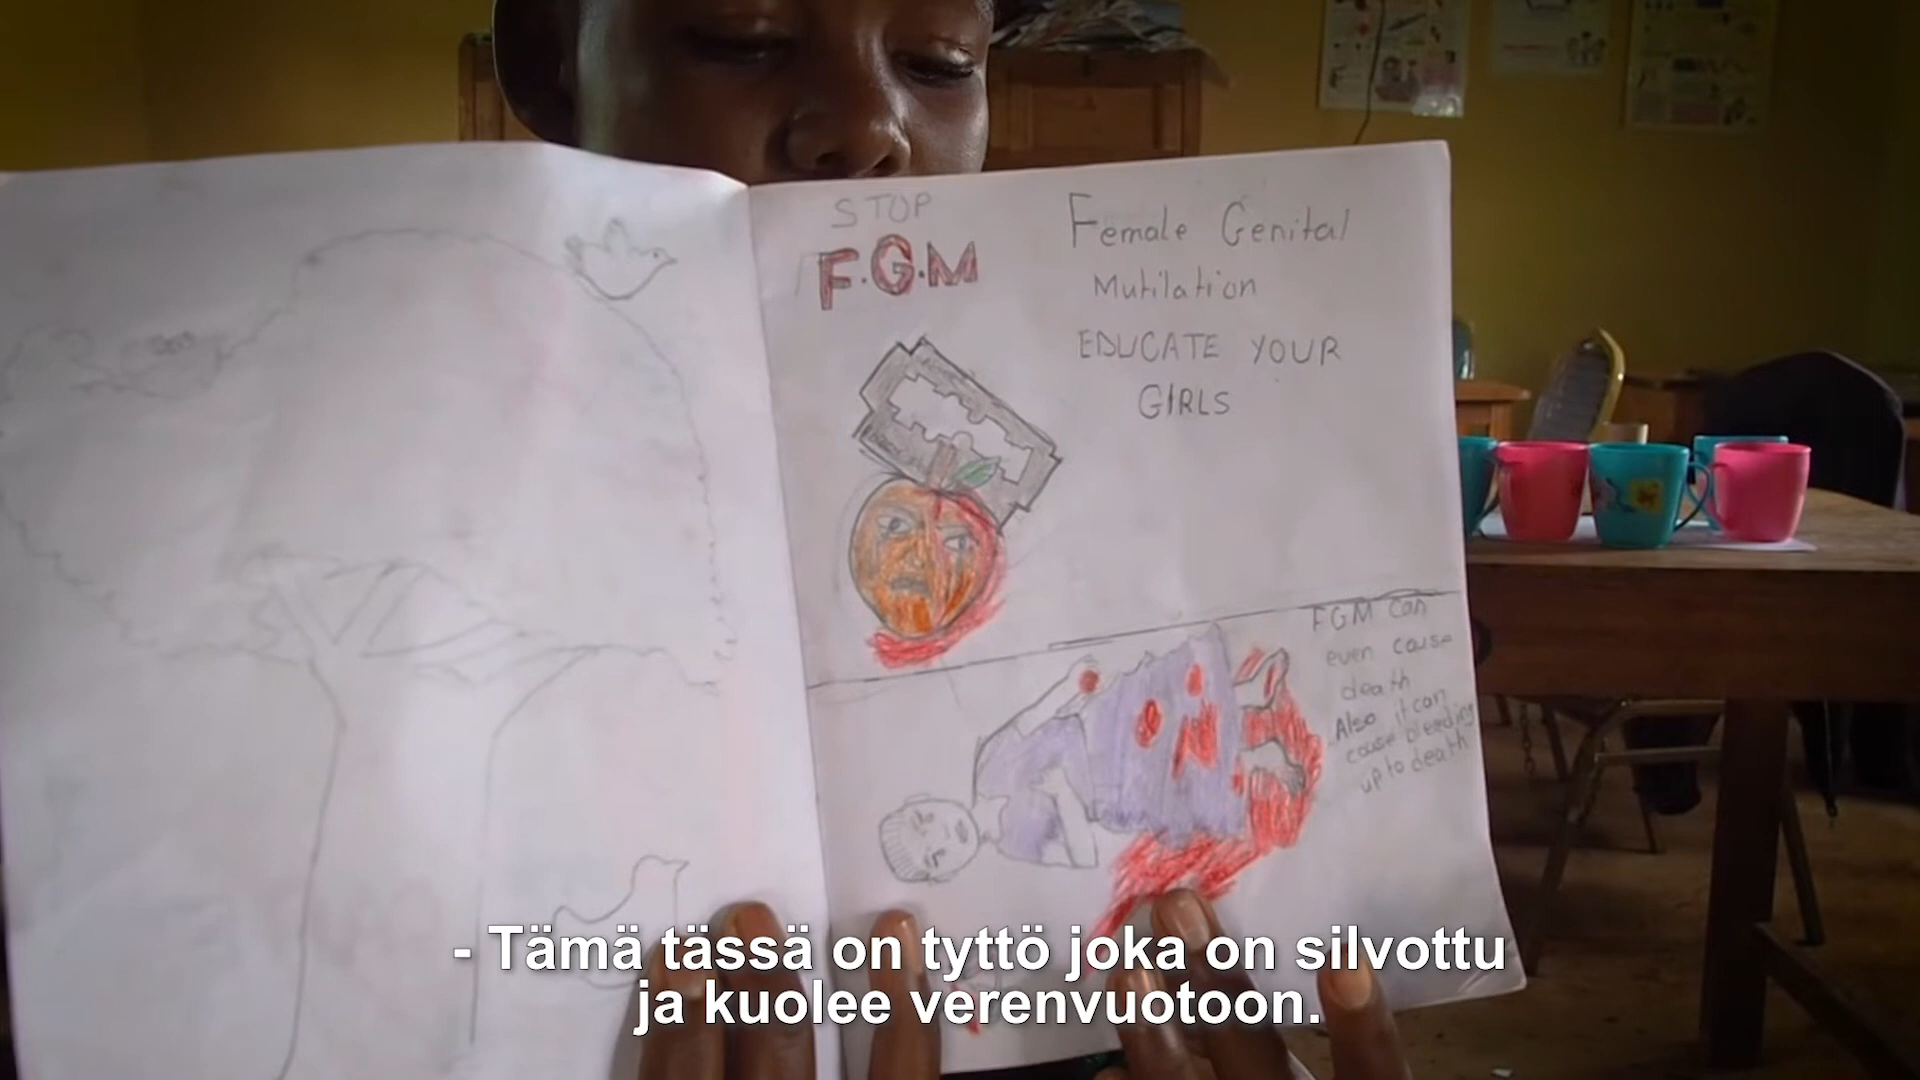 STOP
F.G.M
Female Genital
Mutilation
EDUCATE YOUR
GIRLS
FGM can
even cause
death
Also it can
cause bleeding
up to death
- Tämä tässä on tyttö joka on silvottu
ja kuolee verenvuotoon.